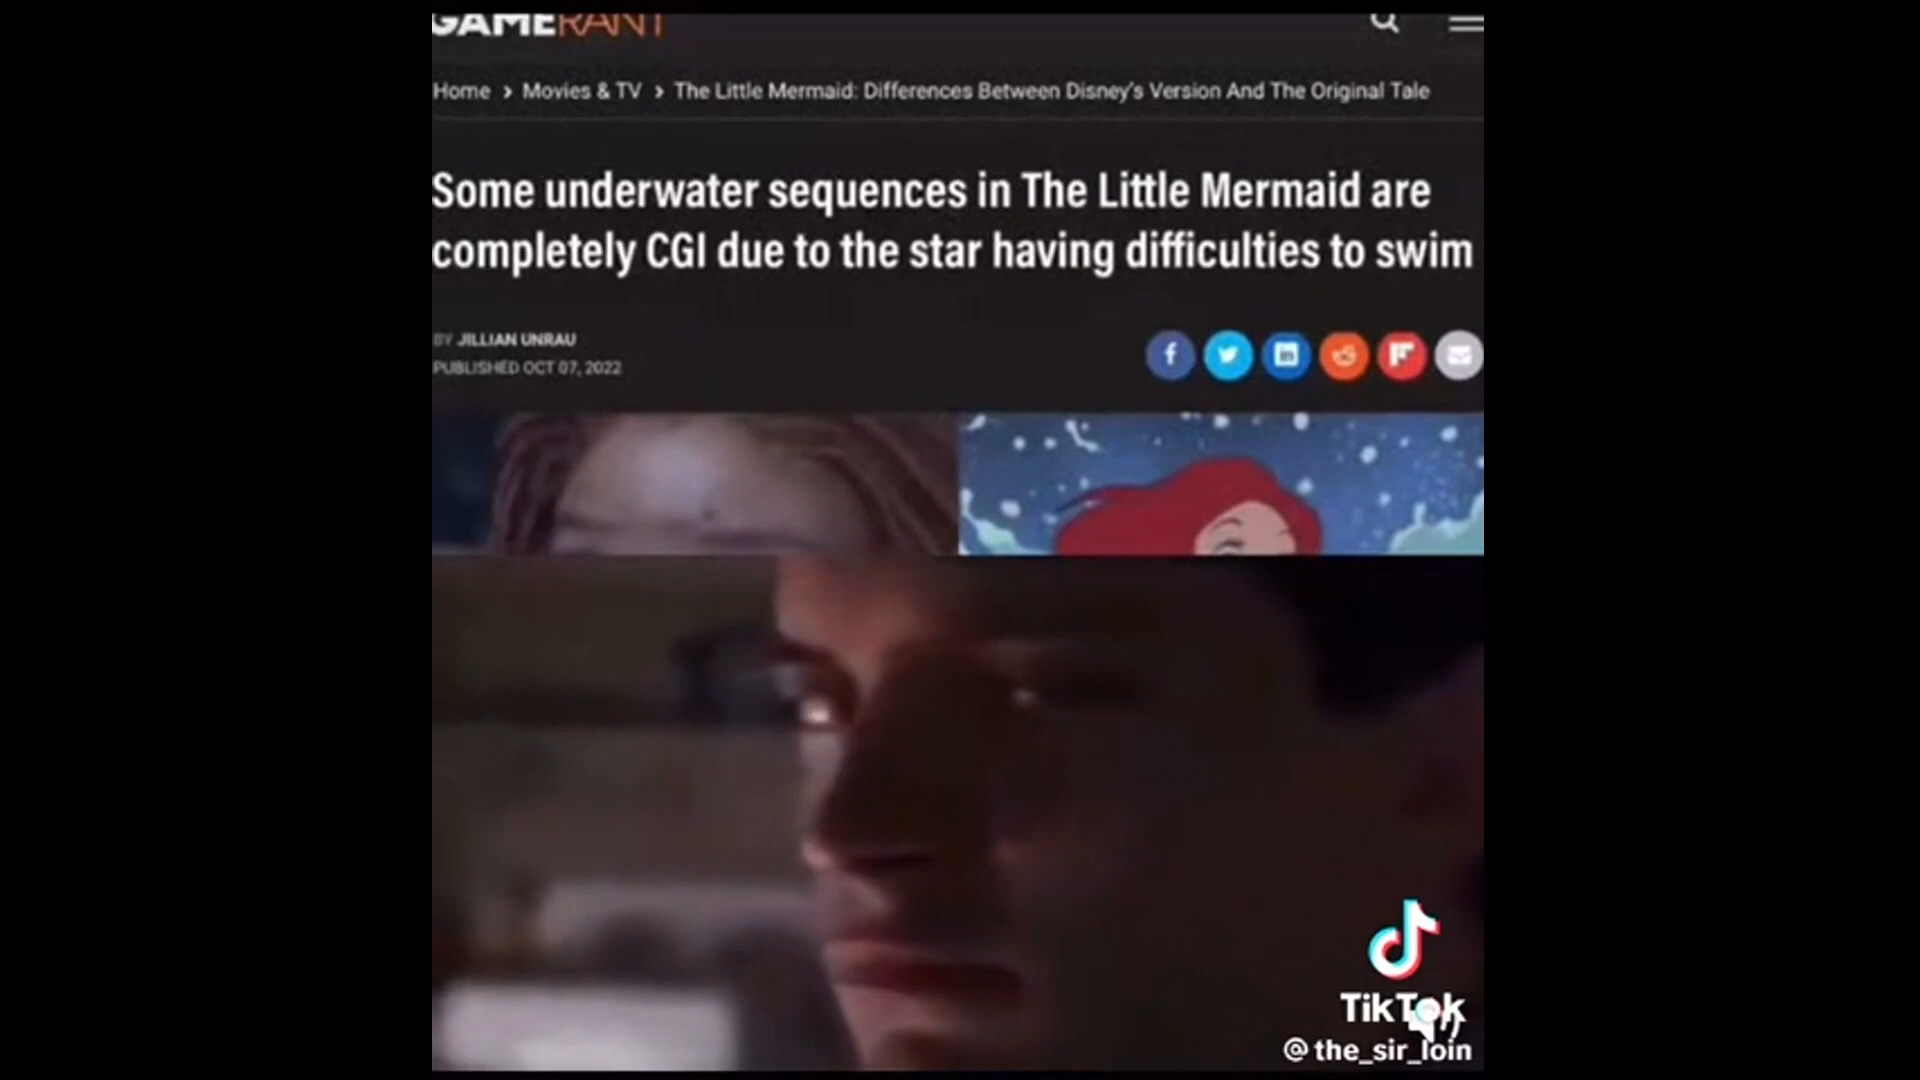 GAMERANT
Home > Movies & TV > The Little Mermaid: Differences Between Disney's Version And The Original Tale
Some underwater sequences in The Little Mermaid are
completely CGI due to the star having difficulties to swim
BY JILLIAN UNRAU
PUBLISHED OCT 07, 2022
TikTok
@the_sir_loin